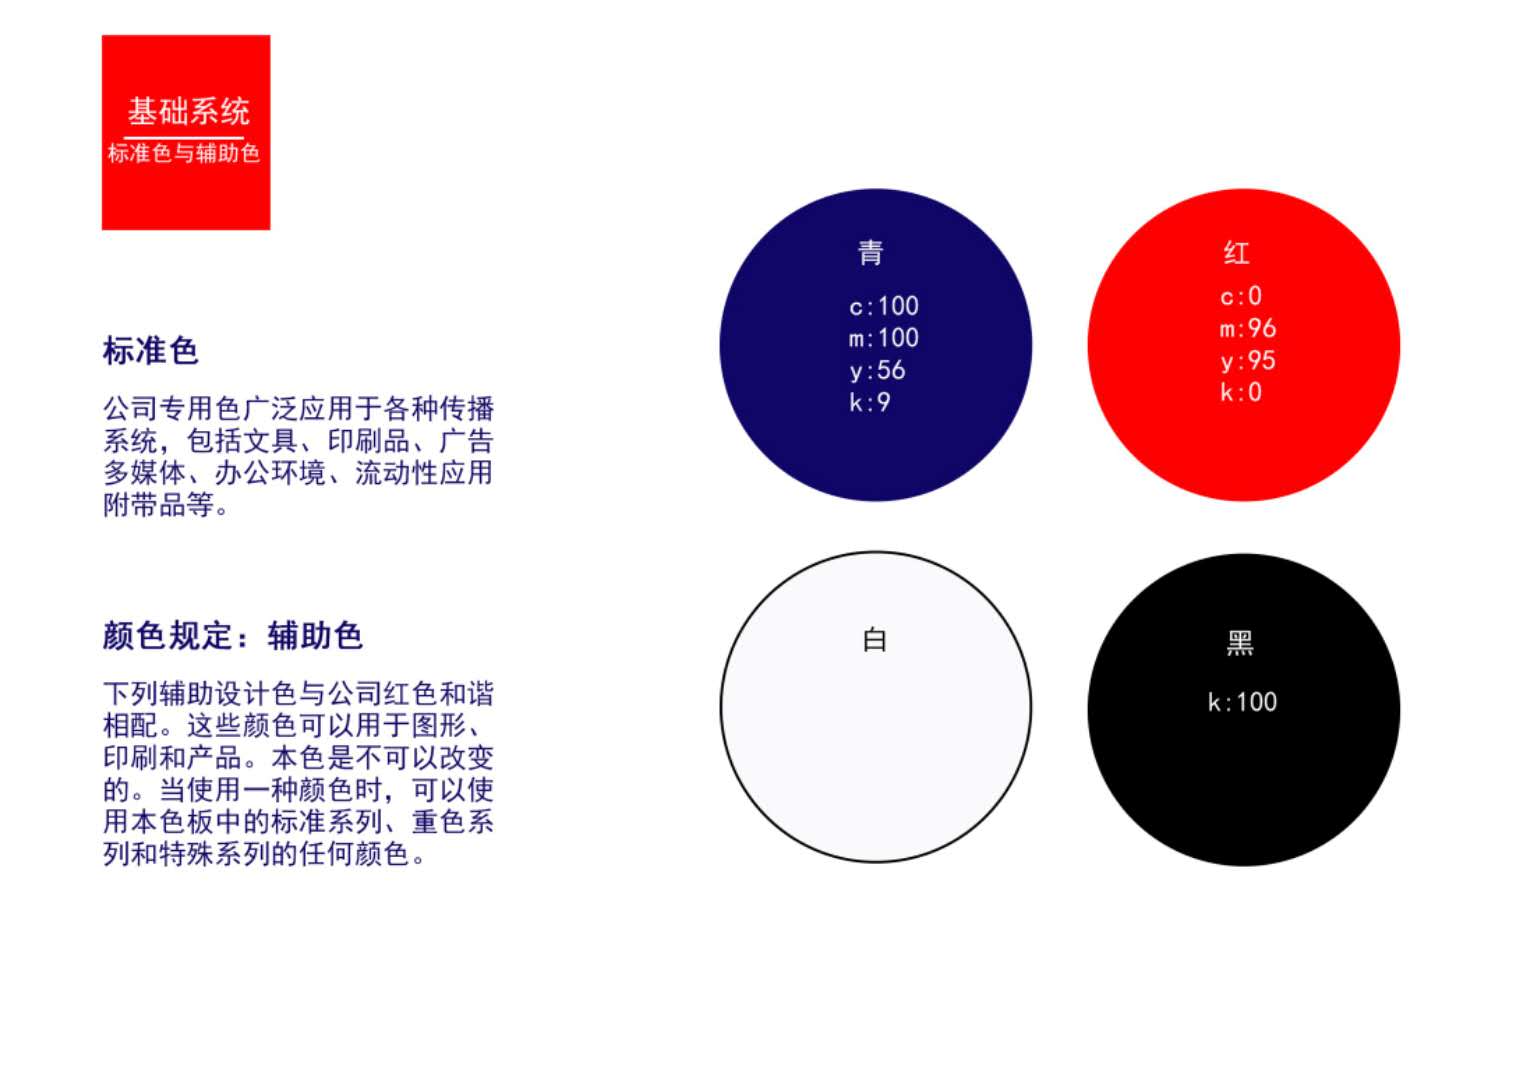 基础系统
标准色与辅助色
标准色
公司专用色广泛应用于各种传播
系统，包括文具、印刷品、广告
多媒体、办公环境、流动性应用
附带品等。
颜色规定：辅助色
下列辅助设计色与公司红色和谐
相配。这些颜色可以用于图形、
印刷和产品。本色是不可以改变
的。当使用一种颜色时，可以使
用本色板中的标准系列、重色系
列和特殊系列的任何颜色。
青
c:100
m:100
y:56
k:9
红
c:0
m:96
y:95
k:0
白
黑
k:100